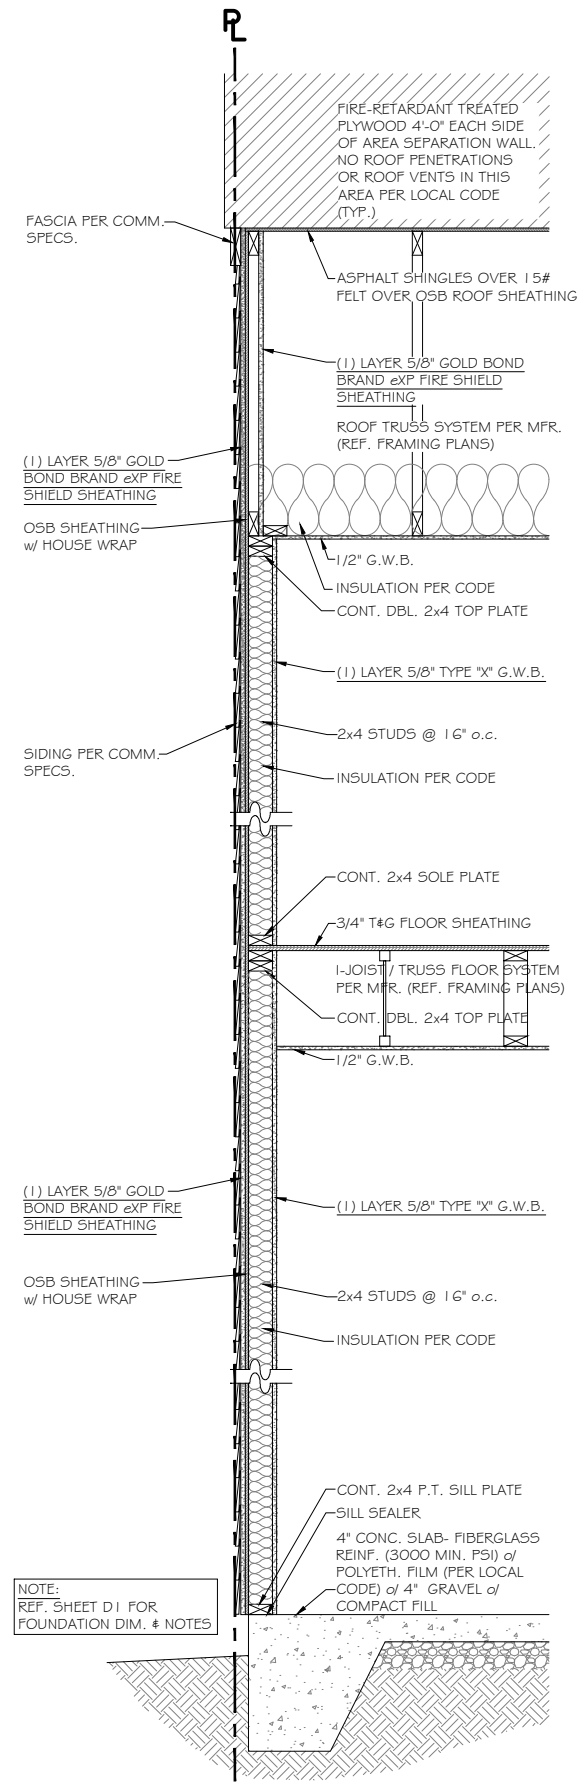 PL
FIRE-RETARDANT TREATED
PLYWOOD 4'-0" EACH SIDE
OF AREA SEPARATION WALL.
NO ROOF PENETRATIONS
OR ROOF VENTS IN THIS
AREA PER LOCAL CODE
(TYP.)
FASCIA PER COMM.
SPECS.
ASPHALT SHINGLES OVER 15#
FELT OVER OSB ROOF SHEATHING
(1) LAYER 5/8" GOLD BOND
BRAND eXP FIRE SHIELD
SHEATHING
ROOF TRUSS SYSTEM PER MFR.
(REF. FRAMING PLANS)
(1) LAYER 5/8" GOLD
BOND BRAND eXP FIRE
SHIELD SHEATHING
OSB SHEATHING
w/ HOUSE WRAP
1/2" G.W.B.
INSULATION PER CODE
CONT. DBL. 2x4 TOP PLATE
(1) LAYER 5/8" TYPE "X" G.W.B.
2x4 STUDS @ 16" o.c.
SIDING PER COMM.
SPECS.
INSULATION PER CODE
CONT. 2x4 SOLE PLATE
3/4" T&G FLOOR SHEATHING
I-JOIST / TRUSS FLOOR SYSTEM
PER MFR. (REF. FRAMING PLANS)
CONT. DBL. 2x4 TOP PLATE
1/2" G.W.B.
(1) LAYER 5/8" GOLD
BOND BRAND eXP FIRE
SHIELD SHEATHING
(1) LAYER 5/8" TYPE "X" G.W.B.
OSB SHEATHING
w/ HOUSE WRAP
2x4 STUDS @ 16" o.c.
INSULATION PER CODE
CONT. 2x4 P.T. SILL PLATE
SILL SEALER
4" CONC. SLAB- FIBERGLASS
REINF. (3000 MIN. PSI) o/
POLYETH. FILM (PER LOCAL
CODE) o/ 4" GRAVEL o/
COMPACT FILL
NOTE:
REF. SHEET D1 FOR
FOUNDATION DIM. & NOTES